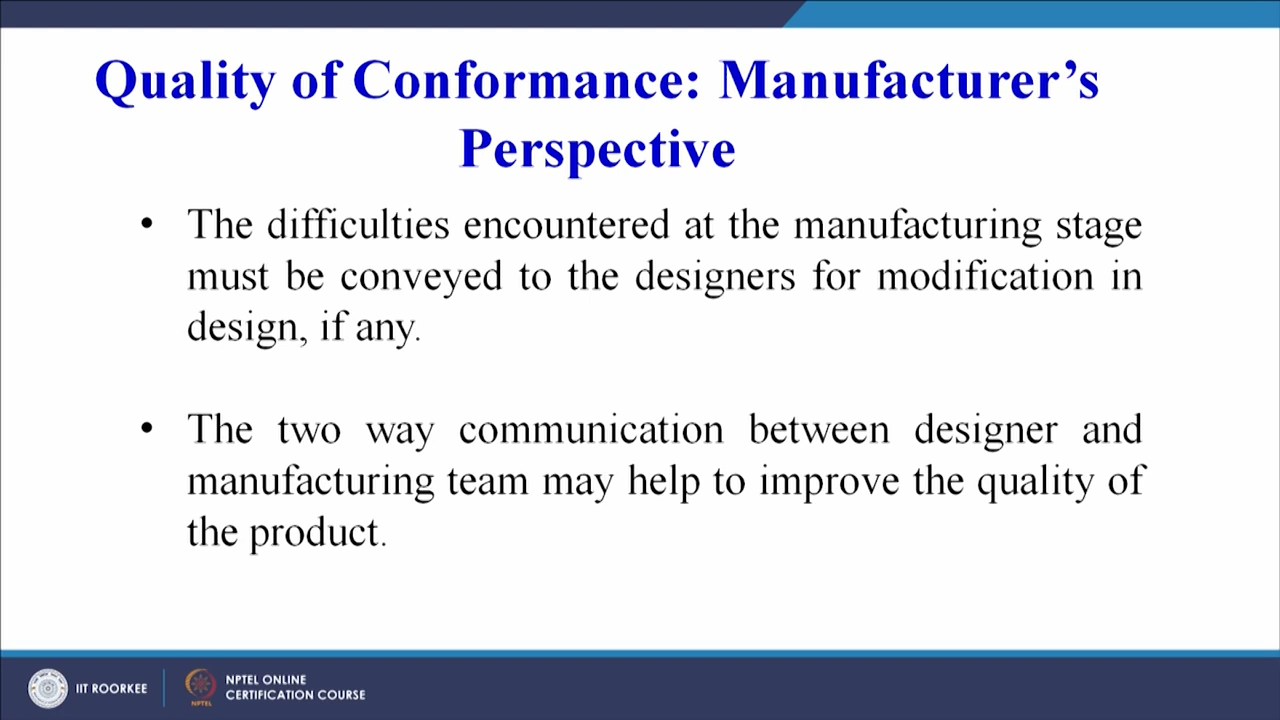 Quality of Conformance: Manufacturer's
Perspective
• The difficulties encountered at the manufacturing stage
must be conveyed to the designers for modification in
design, if any.
• The two way communication between designer and
manufacturing team may help to improve the quality of
the product.
IIT ROORKEE
NPTEL
NPTEL ONLINE
CERTIFICATION COURSE